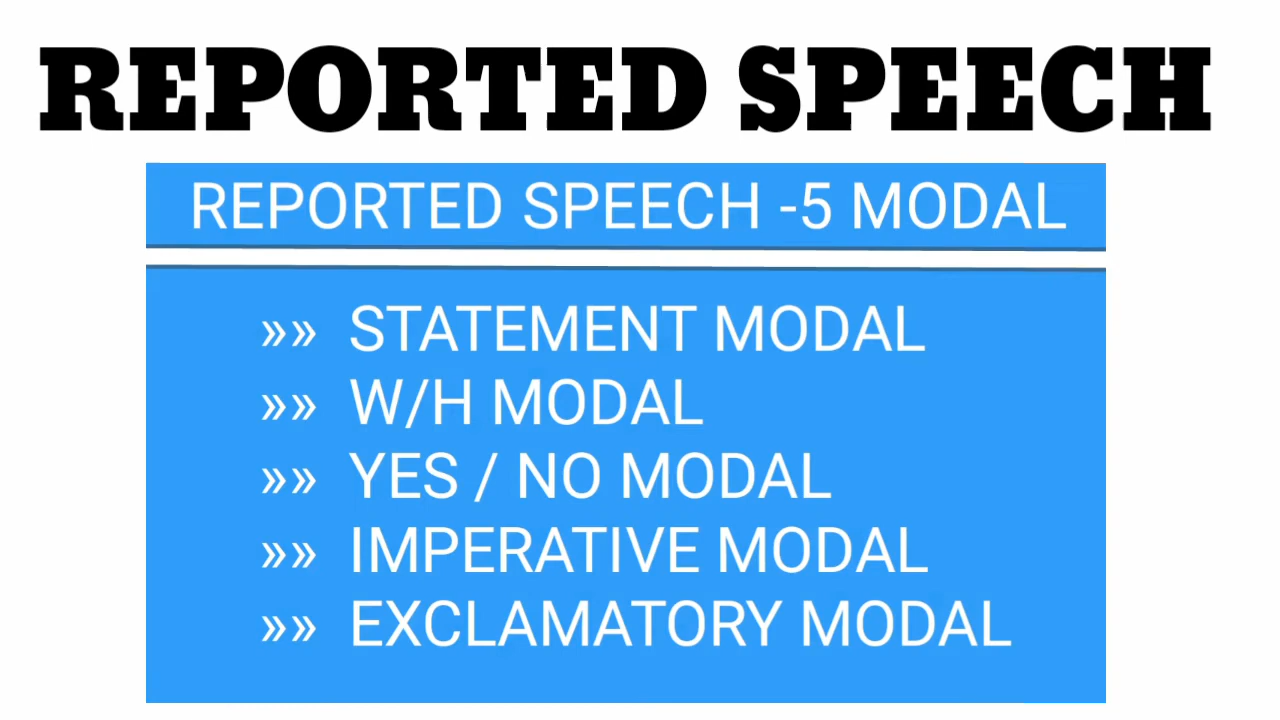 REPORTED SPEECH
REPORTED SPEECH -5 MODAL
»» STATEMENT MODAL
»» W/H MODAL
»» YES / NO MODAL
»» IMPERATIVE MODAL
»» EXCLAMATORY MODAL